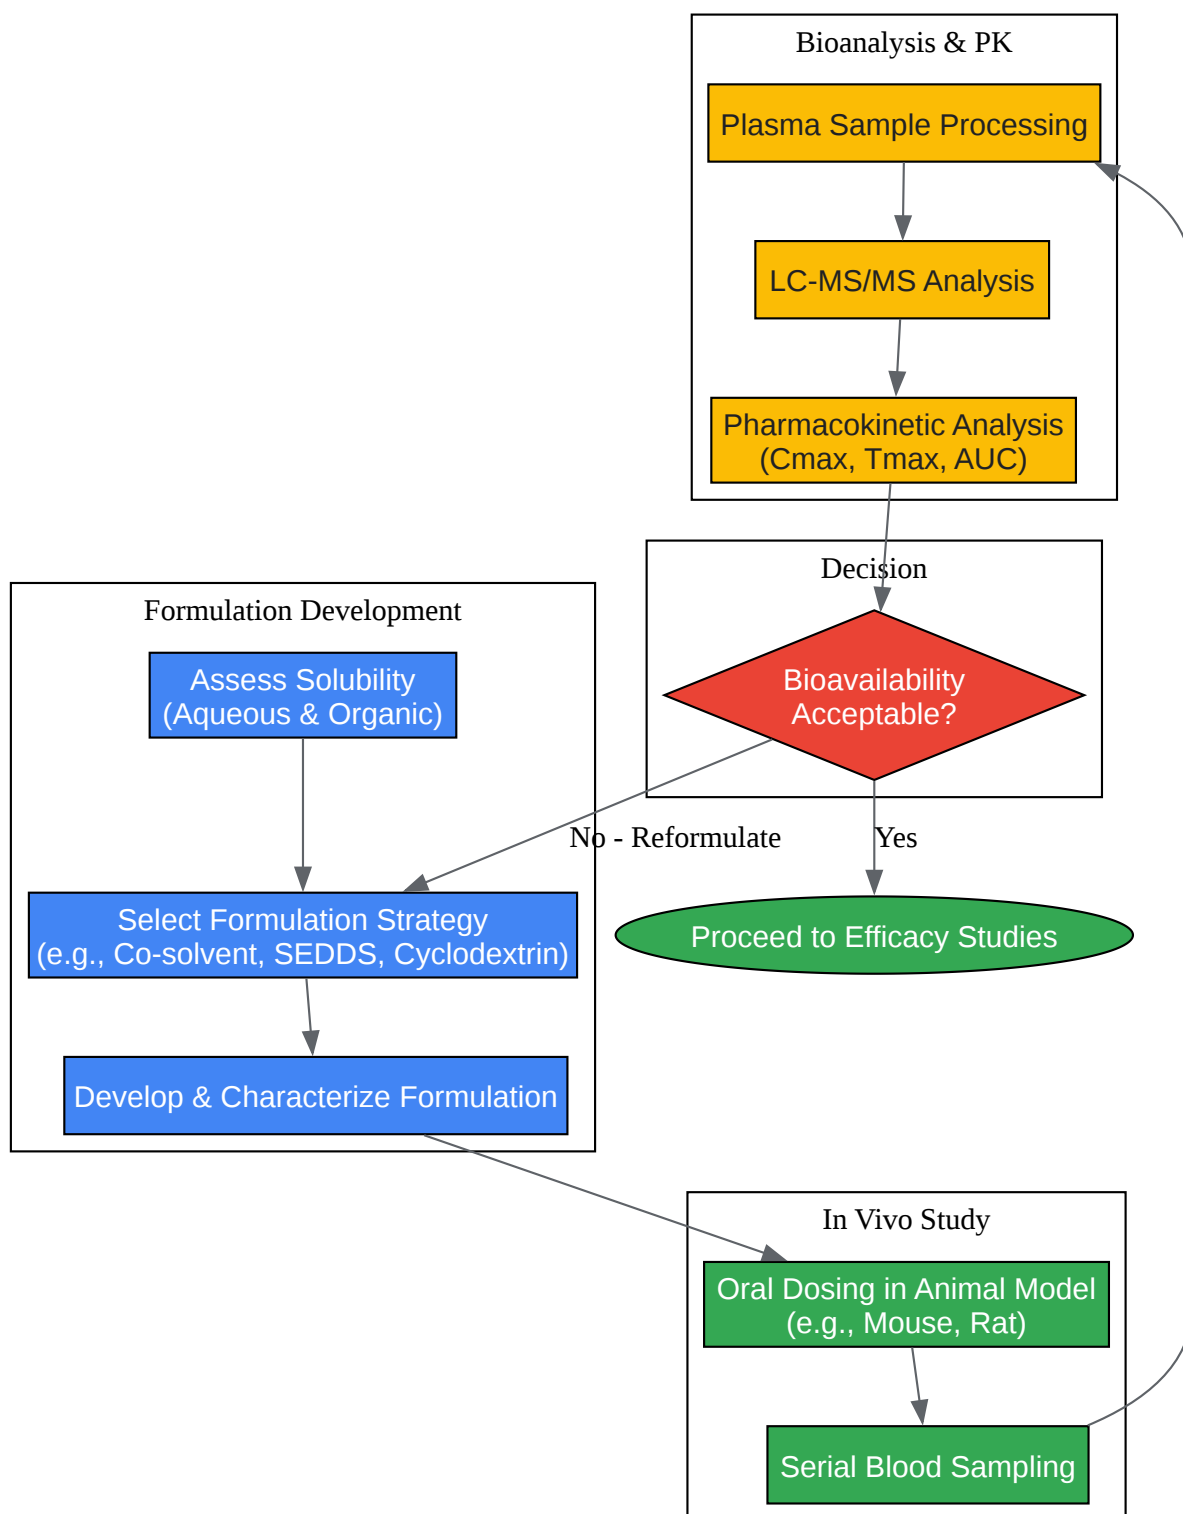 Bioanalysis & PK
Plasma Sample Processing
LC-MS/MS Analysis
Pharmacokinetic Analysis
(Cmax, Tmax, AUC)
Decision
Bioavailability
Acceptable?
Formulation Development
Assess Solubility
(Aqueous & Organic)
No - Reformulate
Yes
Select Formulation Strategy
(e.g., Co-solvent, SEDDS, Cyclodextrin)
Proceed to Efficacy Studies
Develop & Characterize Formulation
In Vivo Study
Oral Dosing in Animal Model
(e.g., Mouse, Rat)
Serial Blood Sampling